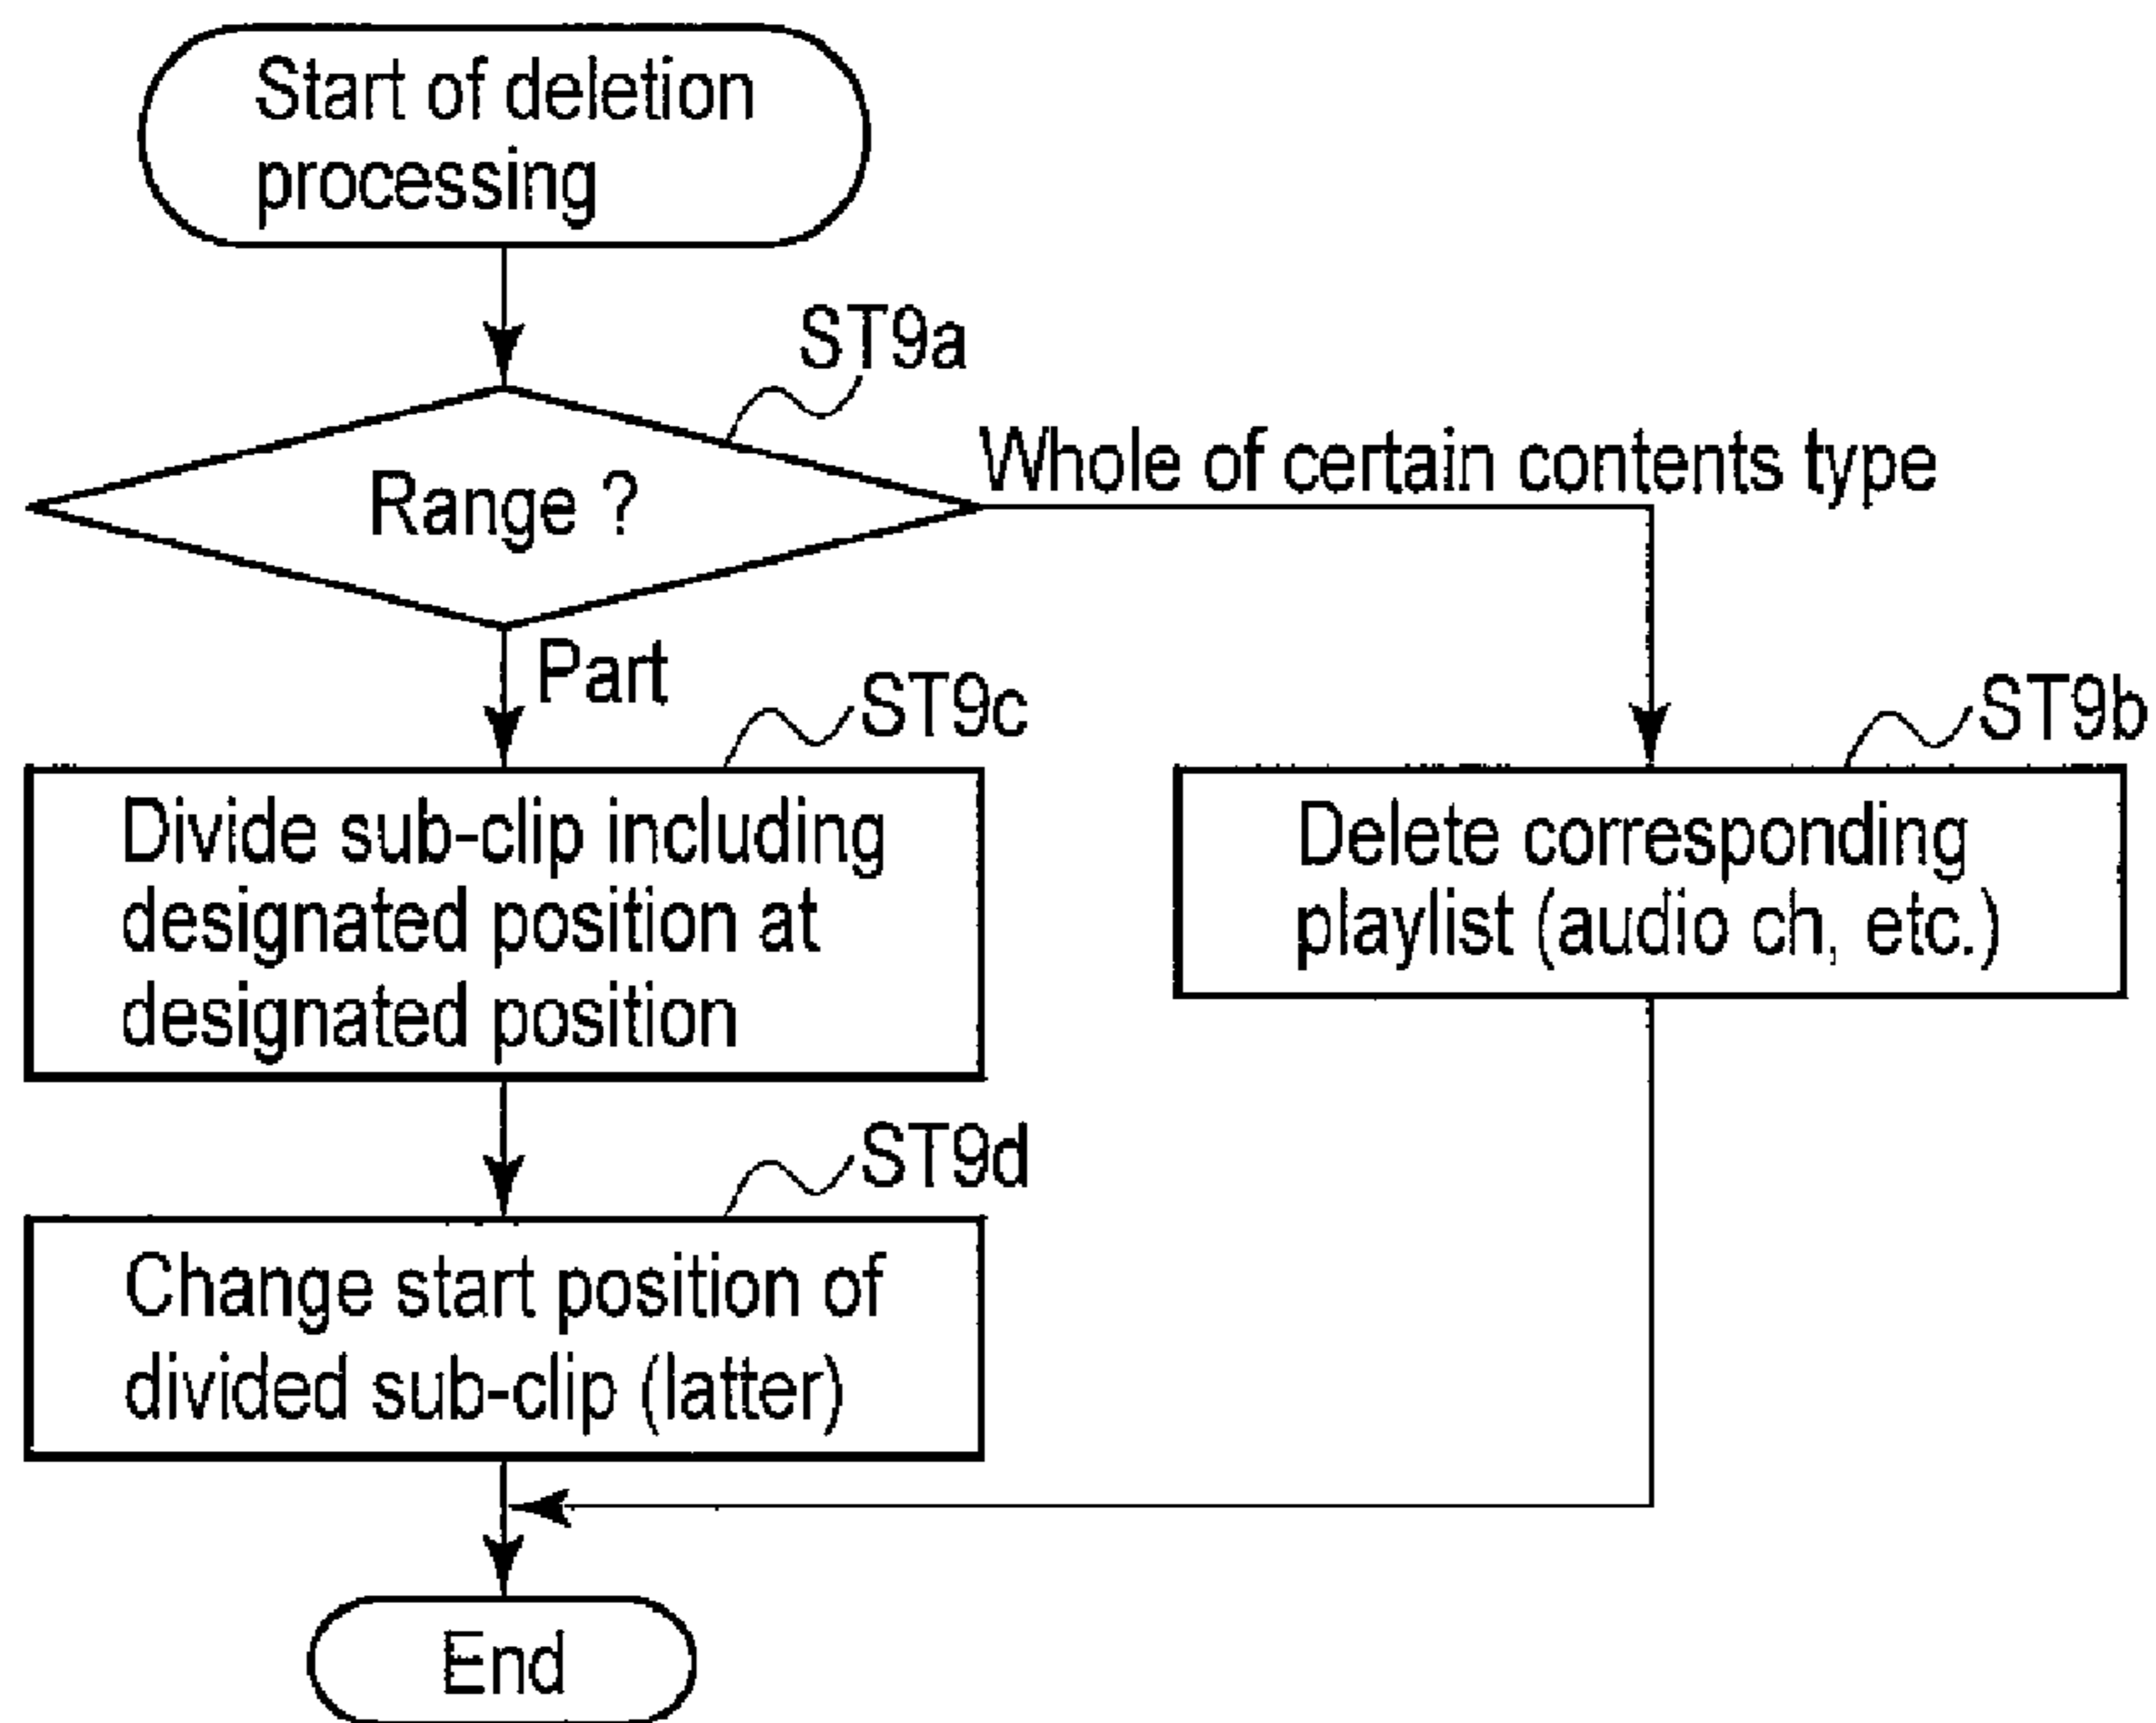 Start of deletion
processing
ST9a
Range ?
Whole of certain contents type
Part
ST9c
ST9b
Divide sub-clip including
designated position at
designated position
Delete corresponding
playlist (audio ch, etc.)
ST9d
Change start position of
divided sub-clip (latter)
End